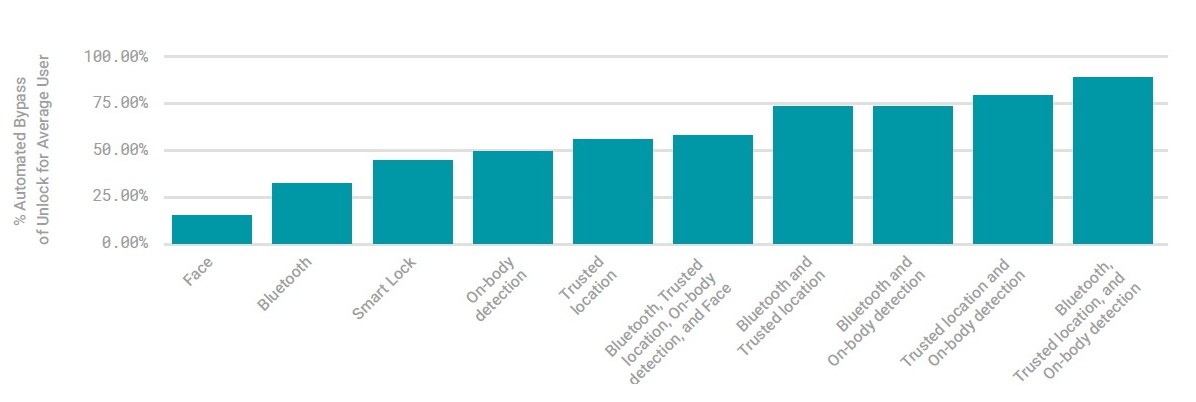 % Automated Bypass
of Unlock for Average User
100.00%
75.00%
50.00%
25.00%
0.00%
Face
Bluetooth
Smart Lock
On-body
detection
Trusted
location
Bluetooth, Trusted
location, On-body
detection, and Face
Bluetooth and
Trusted location
Bluetooth and
On-body detection
Trusted location and
On-body detection
Bluetooth,
Trusted location, and
On-body detection